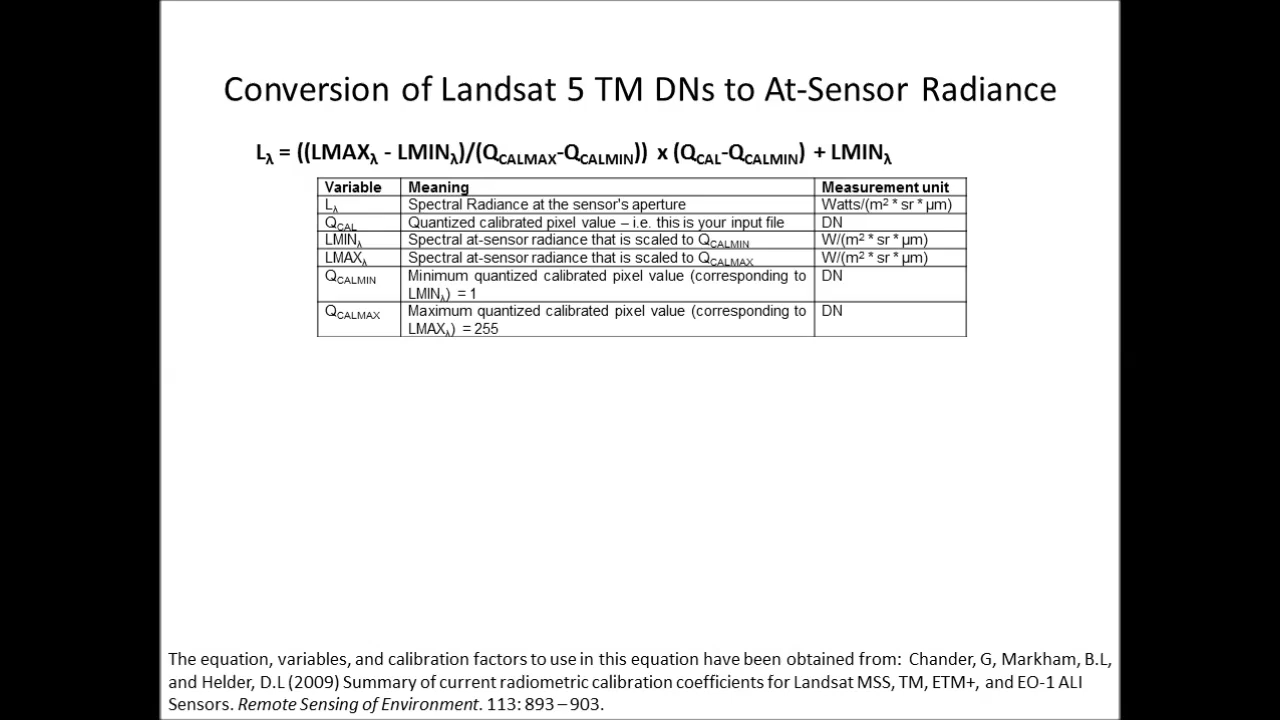 Conversion of Landsat 5 TM DNs to At-Sensor Radiance
Lλ = ((LMAXλ - LMINλ)/(QCALMAX-QCALMIN)) x (QCAL-QCALMIN) + LMINλ
Variable Meaning Measurement unit
Lλ Spectral Radiance at the sensor's aperture Watts/(m² * sr * µm)
QCAL Quantized calibrated pixel value – i.e. this is your input file DN
LMINλ Spectral at-sensor radiance that is scaled to QCALMIN W/(m² * sr * µm)
LMAXλ Spectral at-sensor radiance that is scaled to QCALMAX W/(m² * sr * µm)
QCALMIN Minimum quantized calibrated pixel value (corresponding to DN
LMINλ) = 1
QCALMAX Maximum quantized calibrated pixel value (corresponding to DN
LMAXλ) = 255
The equation, variables, and calibration factors to use in this equation have been obtained from: Chander, G, Markham, B.L,
and Helder, D.L (2009) Summary of current radiometric calibration coefficients for Landsat MSS, TM, ETM+, and EO-1 ALI
Sensors. Remote Sensing of Environment. 113: 893 – 903.